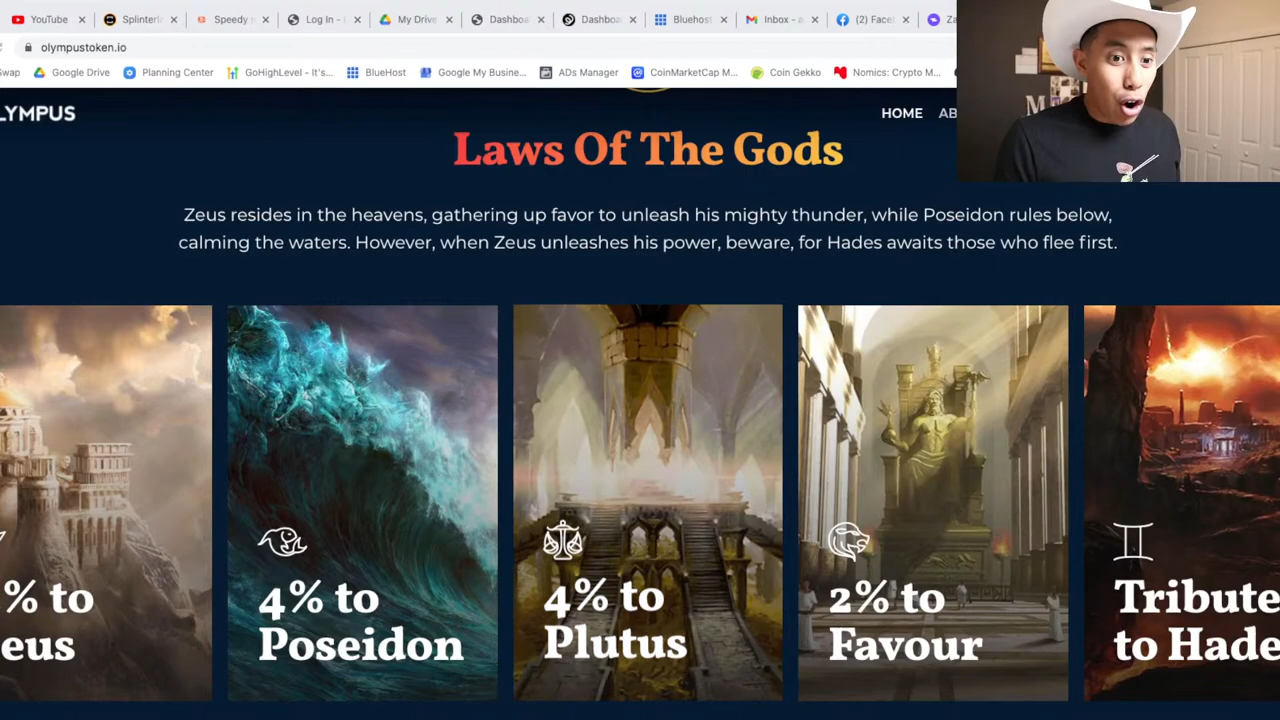 YouTube
Splinterl
Speedy
Log In -
My Drive
Dashboa
Dashboa
Bluehost
Inbox -
(2) Face
Za
olympustoken.io
wap
Google Drive
Planning Center
GoHighLevel - It's...
BlueHost
Google My Busine...
ADs Manager
CoinMarketCap M...
Coin Gekko
Nomics: Crypto M...
LYMPUS
HOME
AB
Laws Of The Gods
Zeus resides in the heavens, gathering up favor to unleash his mighty thunder, while Poseidon rules below,
calming the waters. However, when Zeus unleashes his power, beware, for Hades awaits those who flee first.
% to
eus
4% to
Poseidon
4% to
Plutus
2% to
Favour
Tribute
to Hade